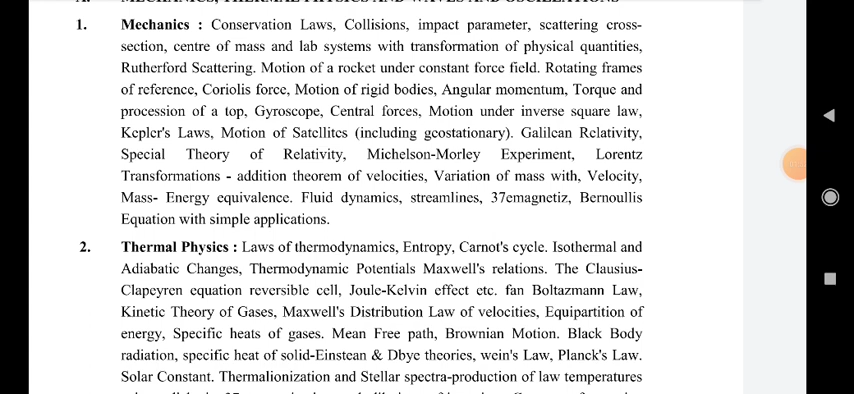 MECHANICS, THERMAL PHYSICS AND WAVES AND OSCILLATIONS
1. Mechanics : Conservation Laws, Collisions, impact parameter, scattering cross-
section, centre of mass and lab systems with transformation of physical quantities,
Rutherford Scattering. Motion of a rocket under constant force field. Rotating frames
of reference, Coriolis force, Motion of rigid bodies, Angular momentum, Torque and
procession of a top, Gyroscope, Central forces, Motion under inverse square law,
Kepler's Laws, Motion of Satellites (including geostationary). Galilean Relativity,
Special Theory of Relativity, Michelson-Morley Experiment, Lorentz
Transformations - addition theorem of velocities, Variation of mass with, Velocity,
Mass- Energy equivalence. Fluid dynamics, streamlines, 37emagnetiz, Bernoullis
Equation with simple applications.
2. Thermal Physics : Laws of thermodynamics, Entropy, Carnot's cycle. Isothermal and
Adiabatic Changes, Thermodynamic Potentials Maxwell's relations. The Clausius-
Clapeyren equation reversible cell, Joule-Kelvin effect etc. fan Boltazmann Law,
Kinetic Theory of Gases, Maxwell's Distribution Law of velocities, Equipartition of
energy, Specific heats of gases. Mean Free path, Brownian Motion. Black Body
radiation, specific heat of solid-Einstean & Dbye theories, wein's Law, Planck's Law.
Solar Constant. Thermalionization and Stellar spectra-production of law temperatures